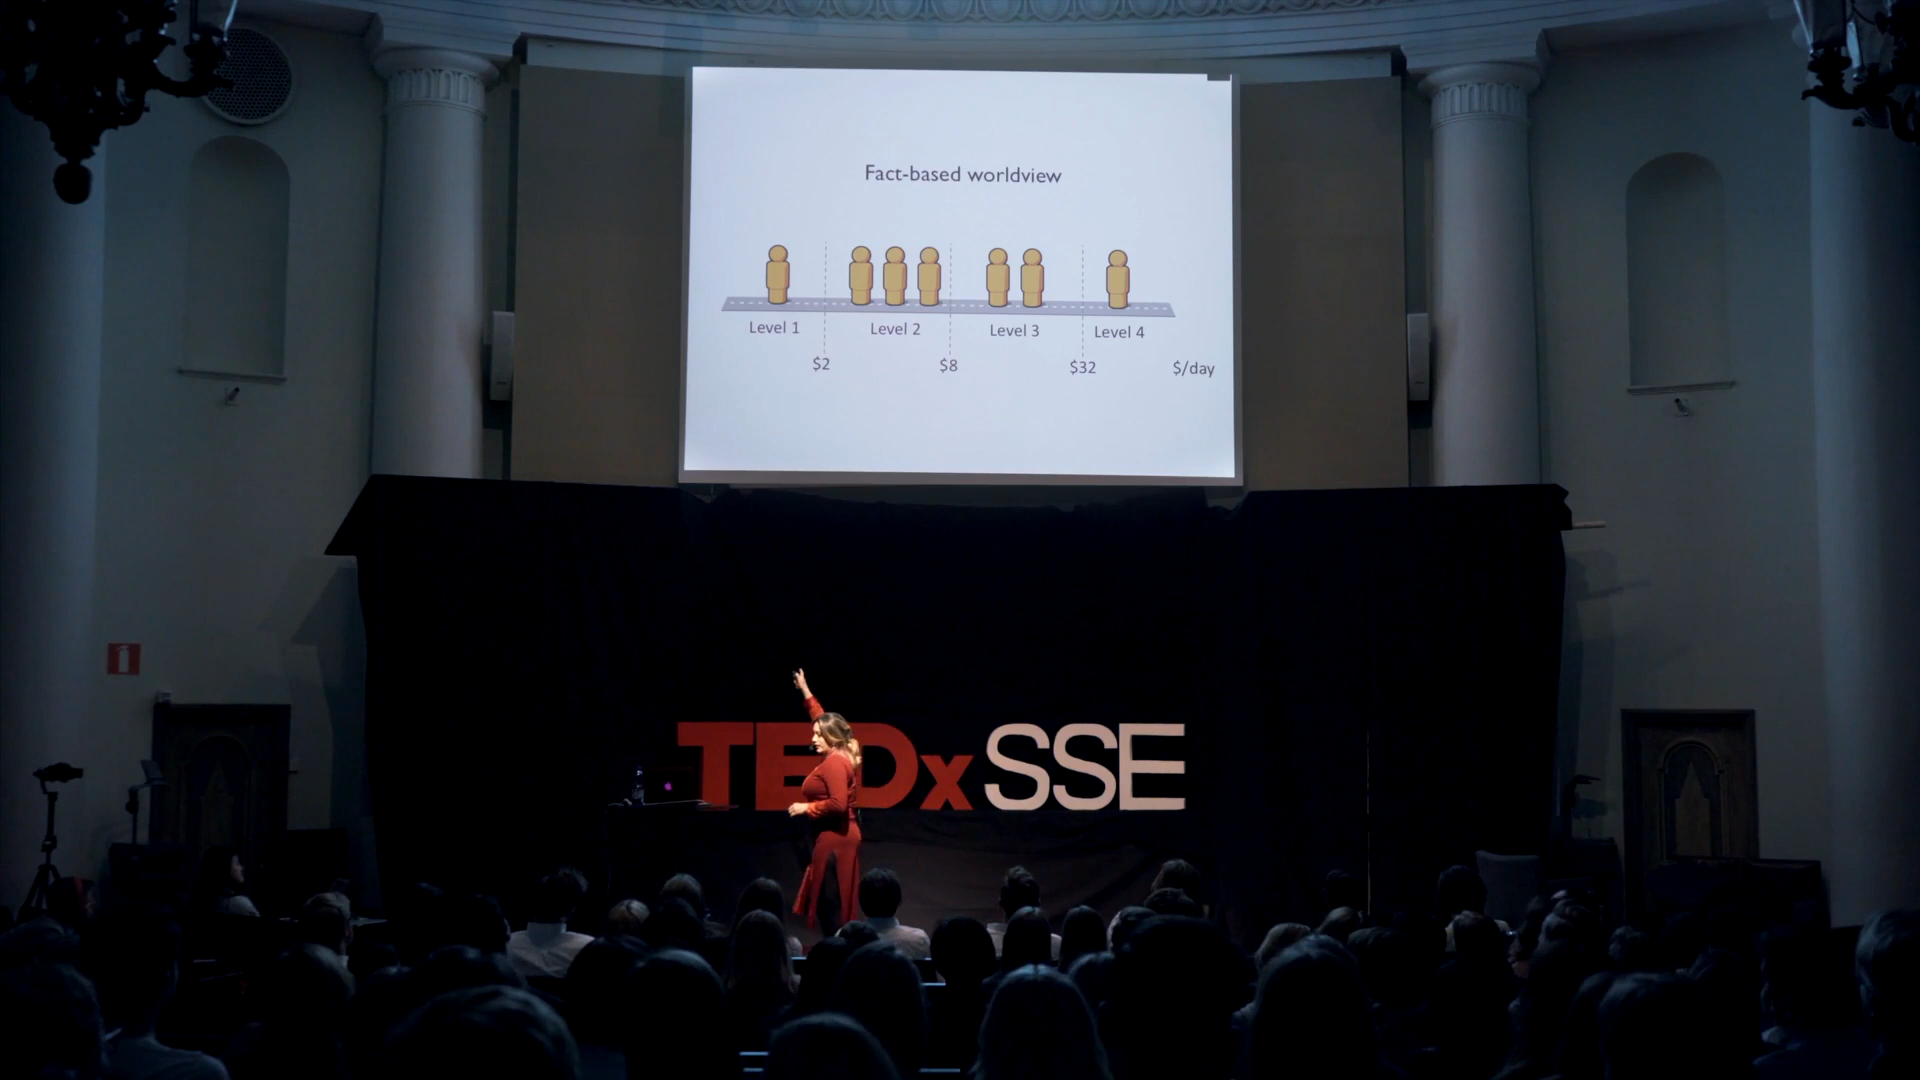 Fact-based worldview
Level 1 Level 2 Level 3 Level 4
$2 $8 $32 $/day
TEDxSSE